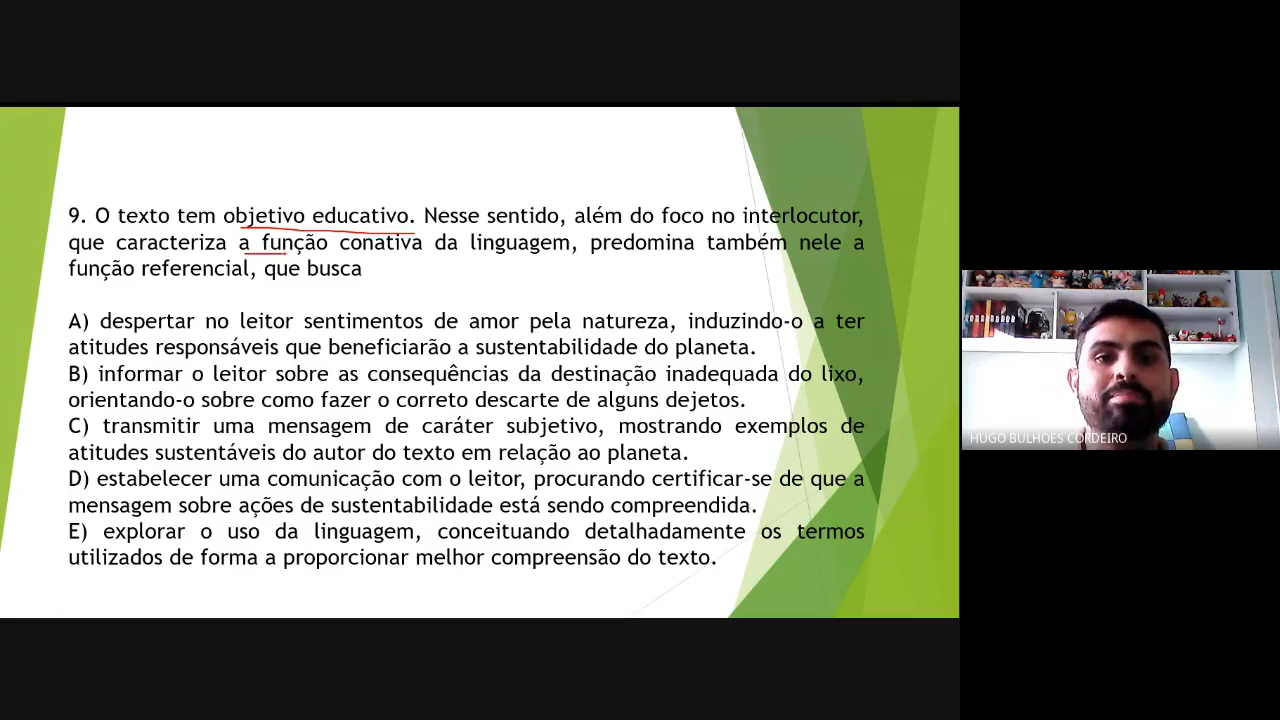 9. O texto tem objetivo educativo. Nesse sentido, além do foco no interlocutor,
que caracteriza a função conativa da linguagem, predomina também nele a
função referencial, que busca
A) despertar no leitor sentimentos de amor pela natureza, induzindo-o a ter
atitudes responsáveis que beneficiarão a sustentabilidade do planeta.
B) informar o leitor sobre as consequências da destinação inadequada do lixo,
orientando-o sobre como fazer o correto descarte de alguns dejetos.
C) transmitir uma mensagem de caráter subjetivo, mostrando exemplos de
atitudes sustentáveis do autor do texto em relação ao planeta.
D) estabelecer uma comunicação com o leitor, procurando certificar-se de que a
mensagem sobre ações de sustentabilidade está sendo compreendida.
E) explorar o uso da linguagem, conceituando detalhadamente os termos
utilizados de forma a proporcionar melhor compreensão do texto.
HUGO BULHOES CORDEIRO